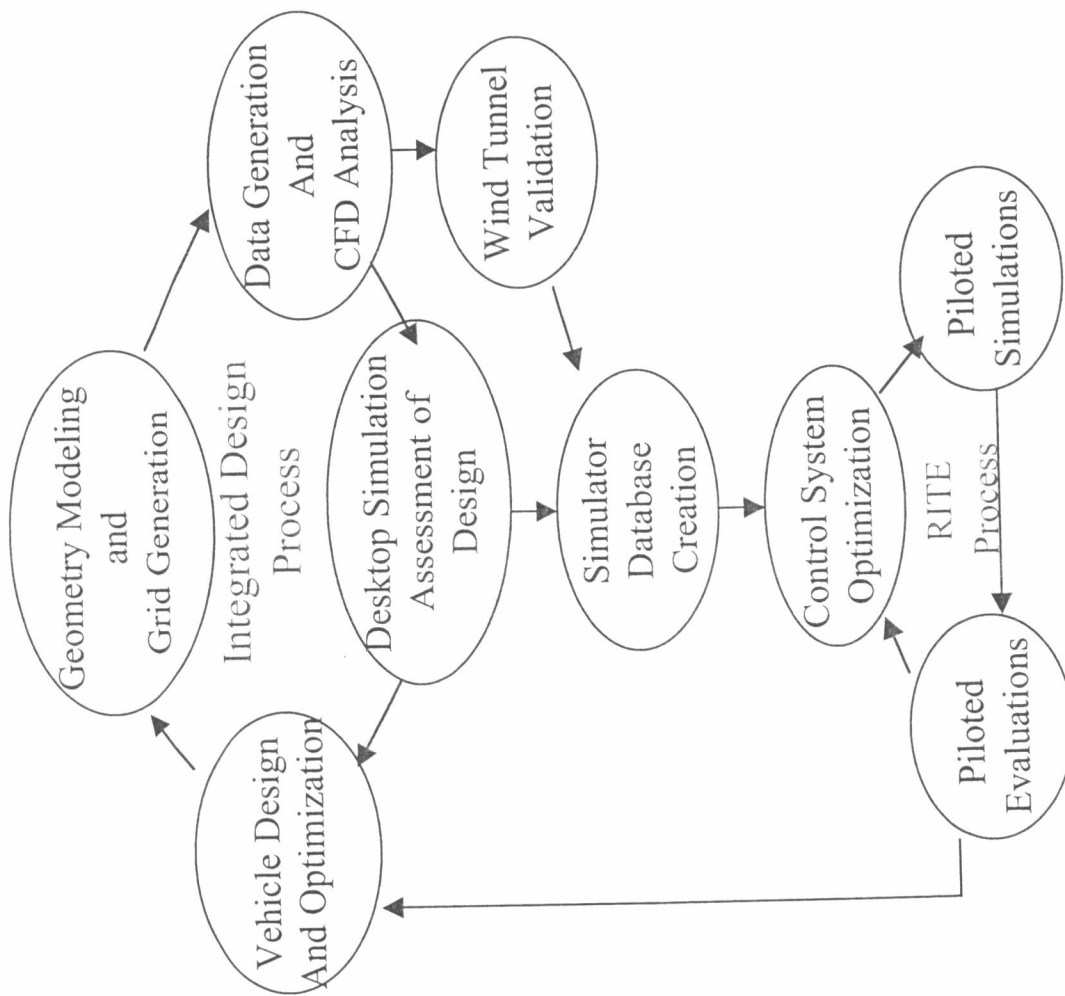 Geometry Modeling
and
Grid Generation
Integrated Design
Process
Data Generation
And
CFD Analysis
Vehicle Design
And Optimization
Desktop Simulation
Assessment of
Design
Wind Tunnel
Validation
Simulator
Database
Creation
Control System
Optimization
RITE
Process
Piloted
Evaluations
Piloted
Simulations